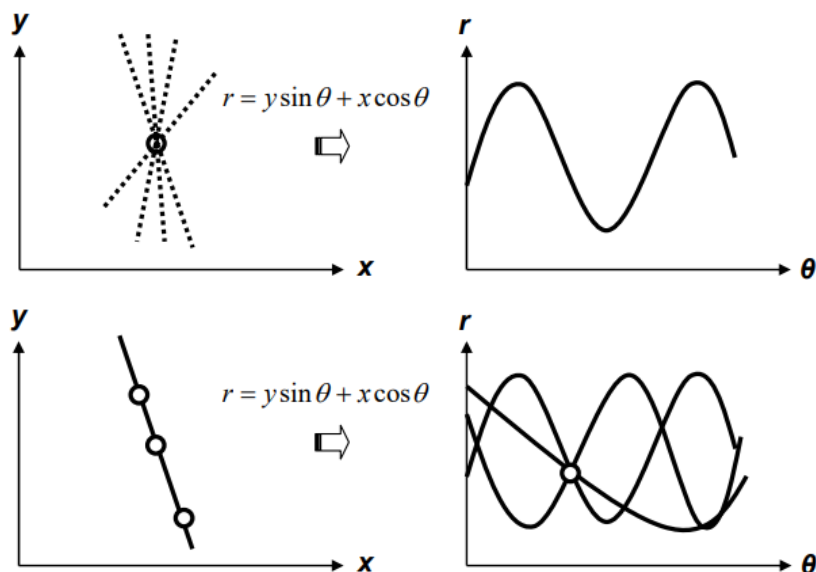 y
r
r = y sin θ + x cos θ
x
θ
y
r
r = y sin θ + x cos θ
x
θ